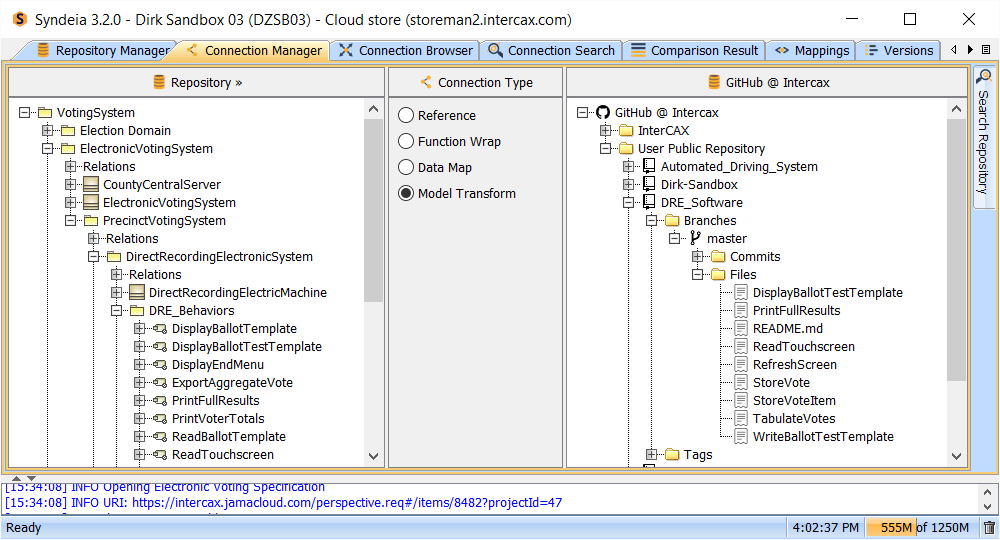 Syndeia 3.2.0 - Dirk Sandbox 03 (DZSB03) - Cloud store (storeman2.intercax.com)
Repository Manager Connection Manager Connection Browser Connection Search Comparison Result Mappings Versions
Repository »
VotingSystem
Election Domain
ElectronicVotingSystem
Relations
CountyCentralServer
ElectronicVotingSystem
PrecinctVotingSystem
Relations
DirectRecordingElectronicSystem
Relations
DirectRecordingElectricMachine
DRE_Behaviors
DisplayBallotTemplate
DisplayBallotTestTemplate
DisplayEndMenu
ExportAggregateVote
PrintFullResults
PrintVoterTotals
ReadBallotTemplate
ReadTouchscreen
Connection Type
Reference
Function Wrap
Data Map
Model Transform
GitHub @ Intercax
GitHub @ Intercax
InterCAX
User Public Repository
Automated_Driving_System
Dirk-Sandbox
DRE_Software
Branches
master
Commits
Files
DisplayBallotTestTemplate
PrintFullResults
README.md
ReadTouchscreen
RefreshScreen
StoreVote
StoreVoteItem
TabulateVotes
WriteBallotTestTemplate
Tags
Search Repository
[15:34:08] INFO Opening Electronic Voting Specification
[15:34:08] INFO URI: https://intercax.jamacloud.com/perspective.req#/items/8482?projectId=47
Ready 4:02:37 PM 555M of 1250M